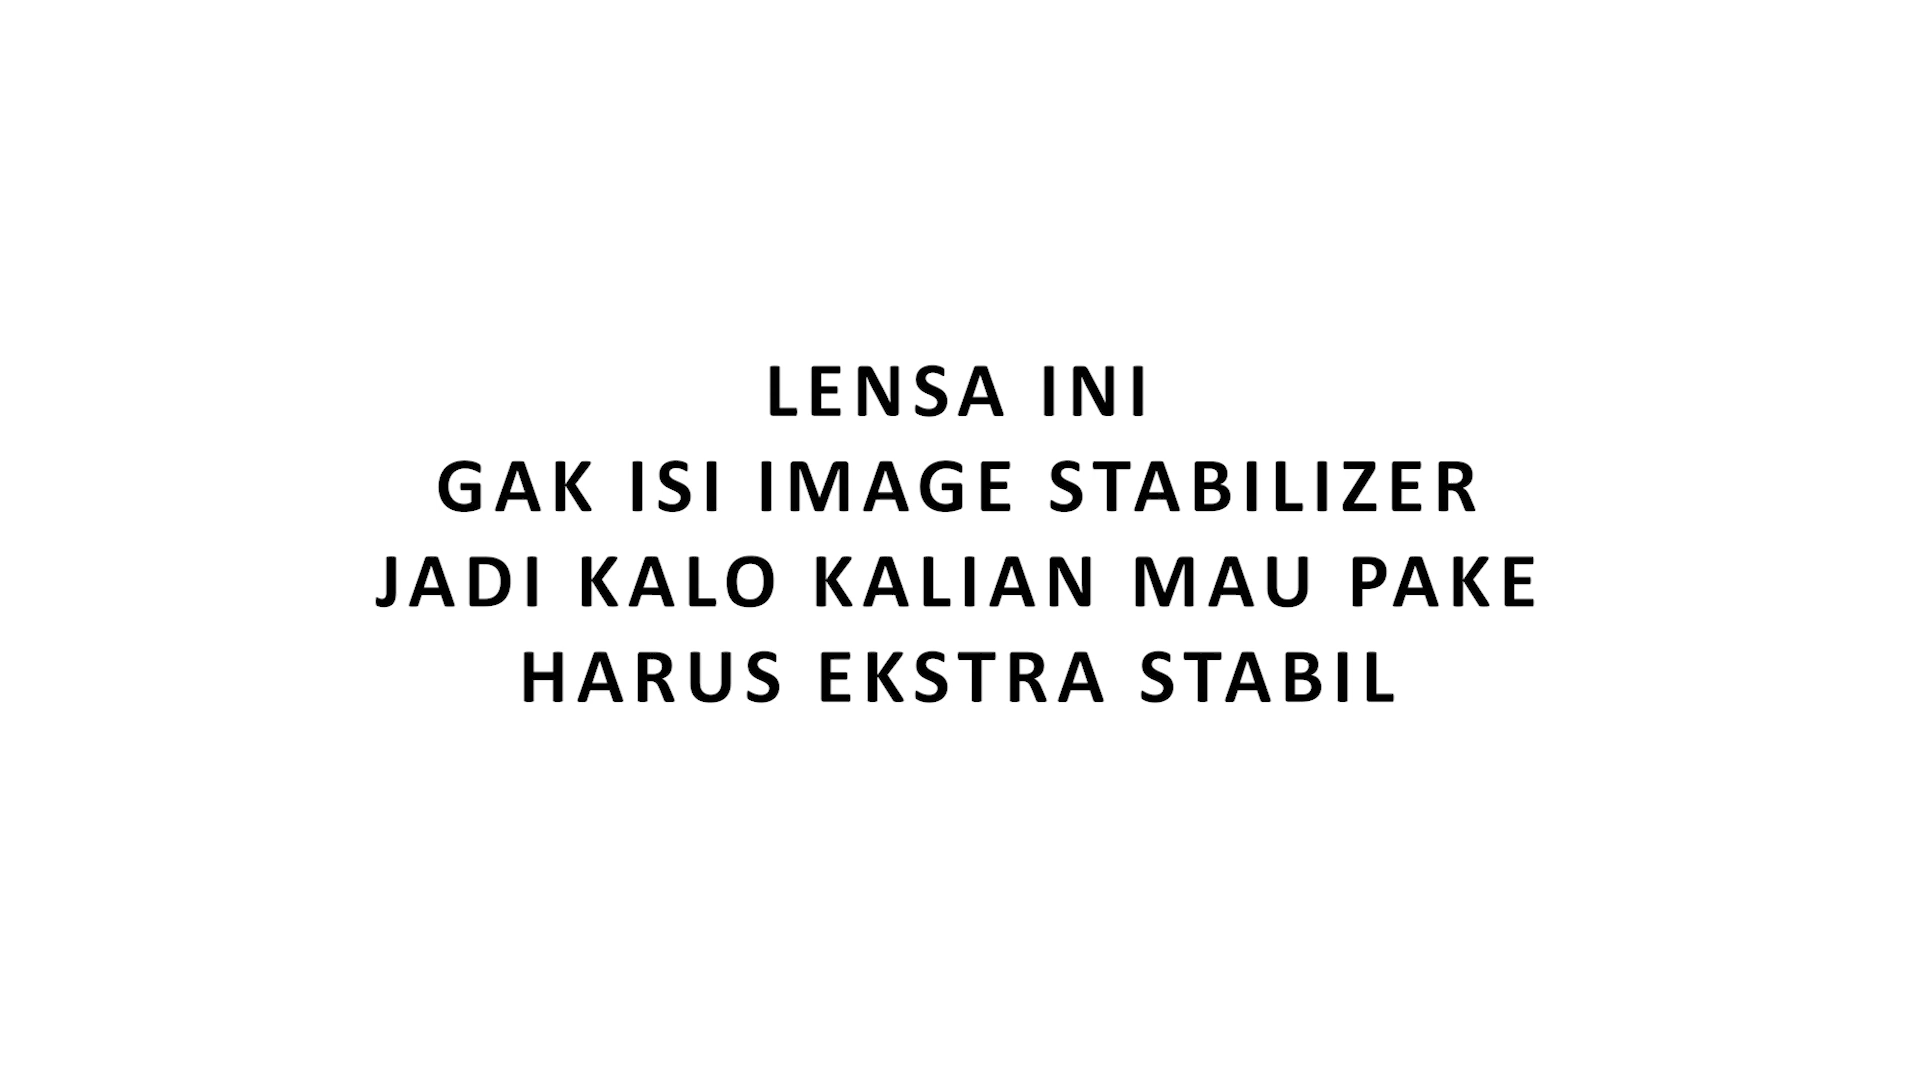 LENSA INI
GAK ISI IMAGE STABILIZER
JADI KALO KALIAN MAU PAKE
HARUS EKSTRA STABIL